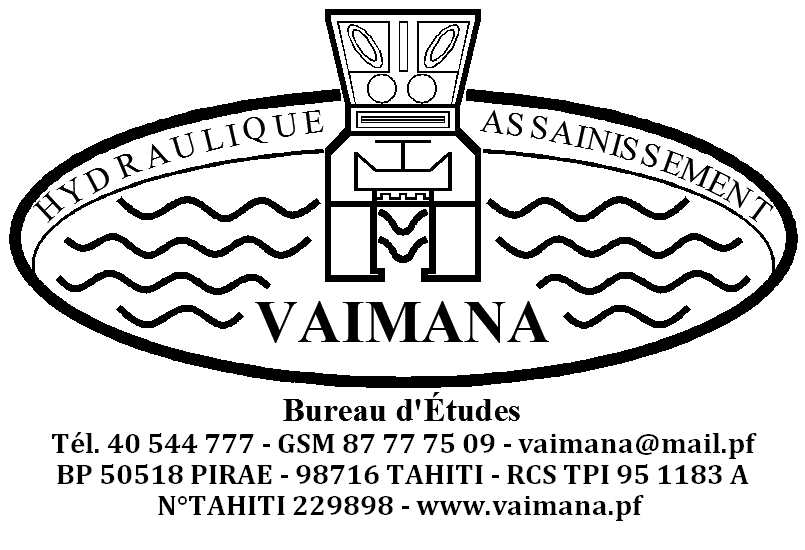 HYDRAULIQUE ASSAINISSEMENT
VAIMANA
Bureau d'Études
Tél. 40 544 777 - GSM 87 77 75 09 - vaimana@mail.pf
BP 50518 PIRAE - 98716 TAHITI - RCS TPI 95 1183 A
N°TAHITI 229898 - www.vaimana.pf